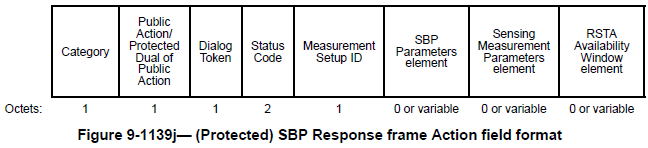 Category
Public
Action/
Protected
Dual of
Public
Action
Dialog
Token
Status
Code
Measurement
Setup ID
SBP
Parameters
element
Sensing
Measurement
Parameters
element
RSTA
Availability
Window
element
Octets: 1 1 1 2 1 0 or variable 0 or variable 0 or variable
Figure 9-1139j— (Protected) SBP Response frame Action field format